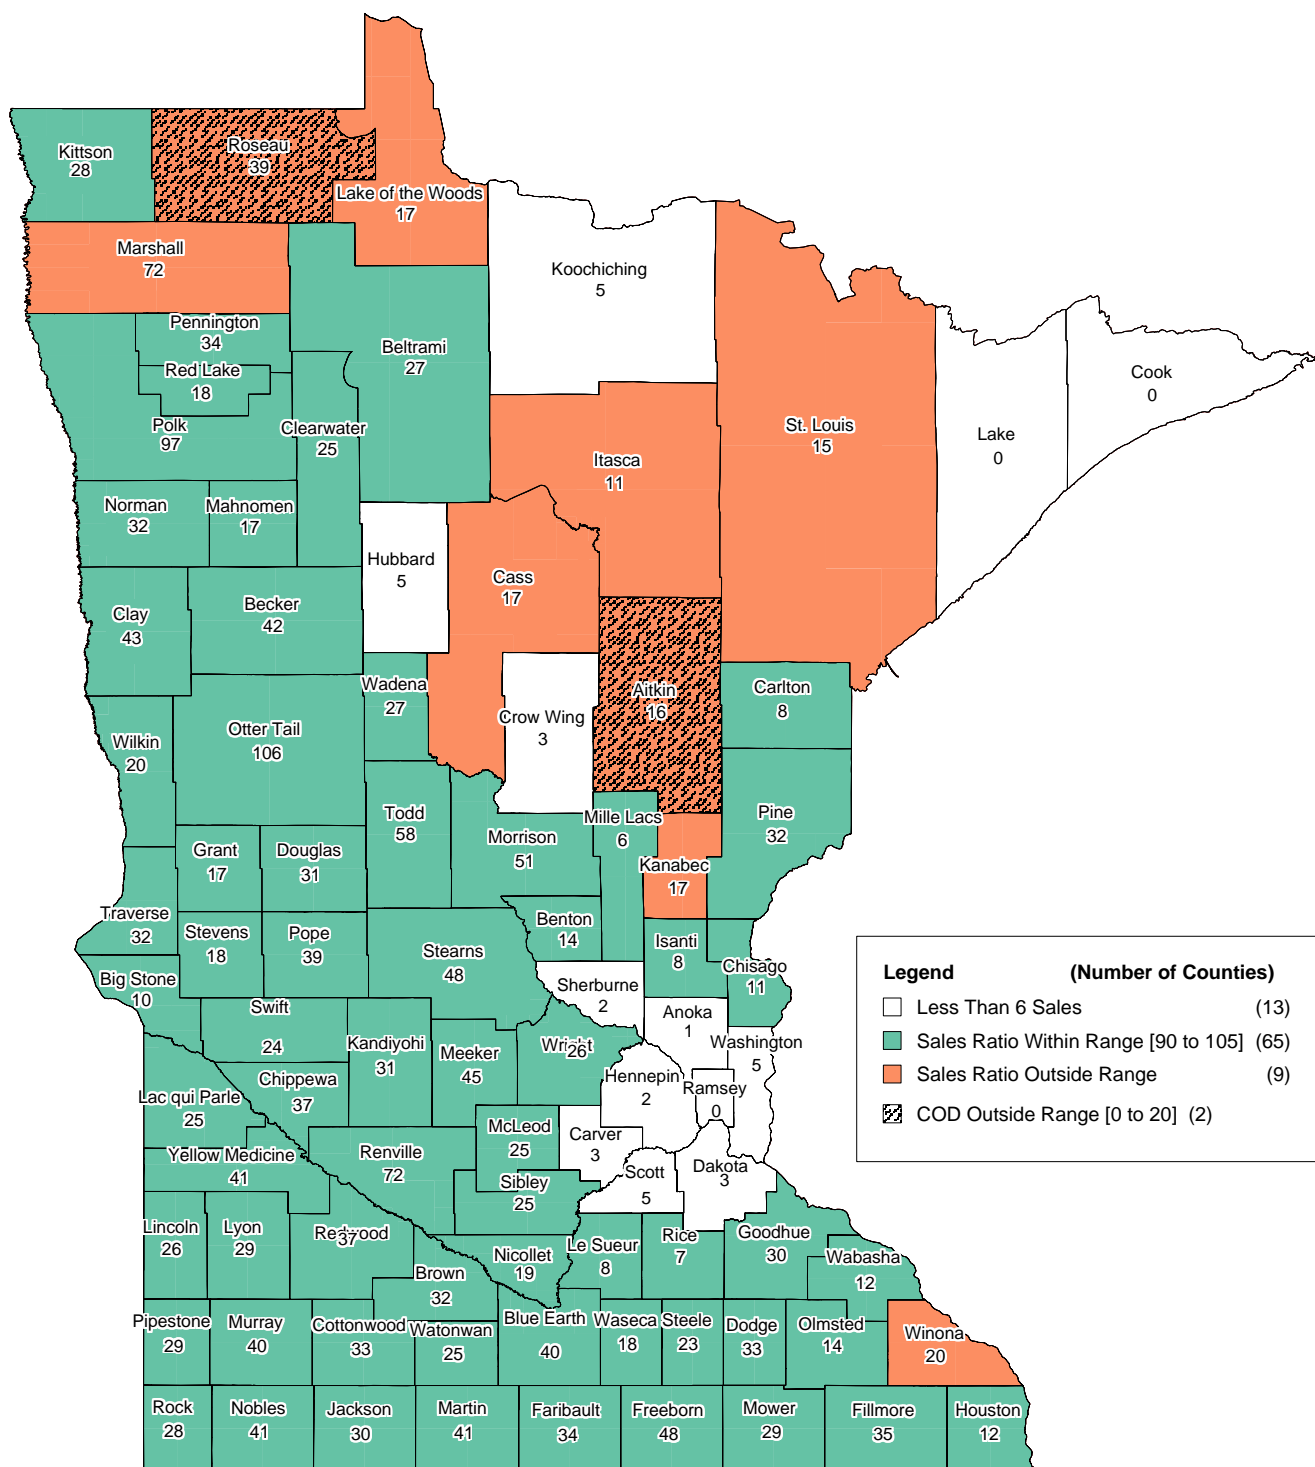 Kittson
28
Roseau
39
Lake of the Woods
17
Marshall
72
Koochiching
5
Pennington
34
Beltrami
27
Red Lake
18
Cook
0
Polk
97
Clearwater
25
St. Louis
15
Lake
0
Itasca
11
Norman
32
Mahnomen
17
Hubbard
5
Cass
17
Clay
43
Becker
42
Wadena
27
Aitkin
16
Carlton
8
Crow Wing
3
Otter Tail
106
Wilkin
20
Todd
58
Mille Lacs
6
Pine
32
Morrison
51
Grant
17
Douglas
31
Kanabec
17
Traverse
32
Stevens
18
Pope
39
Benton
14
Stearns
48
Isanti
8
Chisago
11
Big Stone
10
Sherburne
2
Swift
24
Anoka
1
Kandiyohi
31
Meeker
45
Wright
26
Washington
5
Hennepin
2
Ramsey
0
Chippewa
37
Lac qui Parle
25
McLeod
25
Carver
3
Yellow Medicine
41
Renville
72
Scott
5
Dakota
3
Sibley
25
Lincoln
26
Lyon
29
Redwood
37
Nicollet
19
Le Sueur
8
Rice
7
Goodhue
30
Wabasha
12
Brown
32
Pipestone
29
Murray
40
Cottonwood
33
Watonwan
25
Blue Earth
40
Waseca
18
Steele
23
Dodge
33
Olmsted
14
Winona
20
Rock
28
Nobles
41
Jackson
30
Martin
41
Faribault
34
Freeborn
48
Mower
29
Fillmore
35
Houston
12
Legend (Number of Counties)
Less Than 6 Sales (13)
Sales Ratio Within Range [90 to 105] (65)
Sales Ratio Outside Range (9)
COD Outside Range [0 to 20] (2)